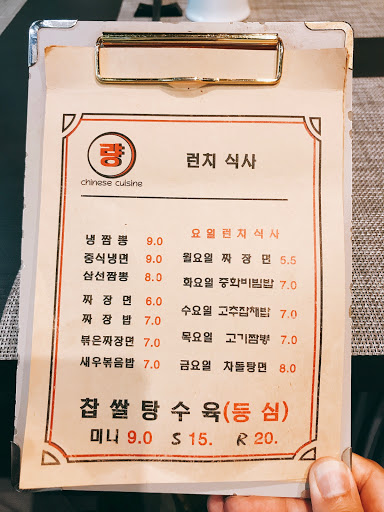 량
chinese cuisine
런치 식사
냉 짬 뽕 9.0
중식냉면 9.0
삼선짬뽕 8.0
짜 장 면 6.0
짜 장 밥 7.0
볶은짜장면 7.0
새우볶음밥 7.0
요일런치식사
월요일 짜 장 면 5.5
화요일 중화비빔밥 7.0
수요일 고추잡채밥 7.0
목요일 고기짬뽕 7.0
금요일 차돌탕면 8.0
찹쌀탕수육(등심)
미니 9.0 S 15. R 20.